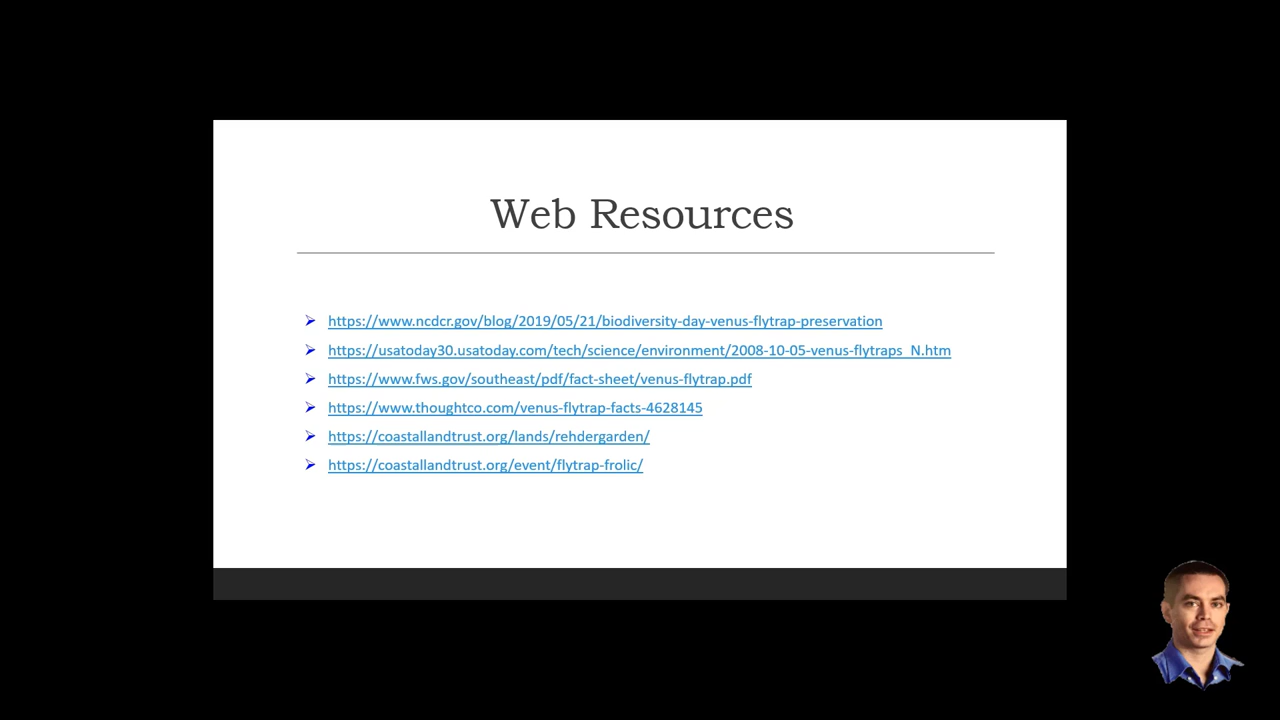 Web Resources
https://www.ncdcr.gov/blog/2019/05/21/biodiversity-day-venus-flytrap-preservation
https://usatoday30.usatoday.com/tech/science/environment/2008-10-05-venus-flytraps_N.htm
https://www.fws.gov/southeast/pdf/fact-sheet/venus-flytrap.pdf
https://www.thoughtco.com/venus-flytrap-facts-4628145
https://coastallandtrust.org/lands/rehdergarden/
https://coastallandtrust.org/event/flytrap-frolic/